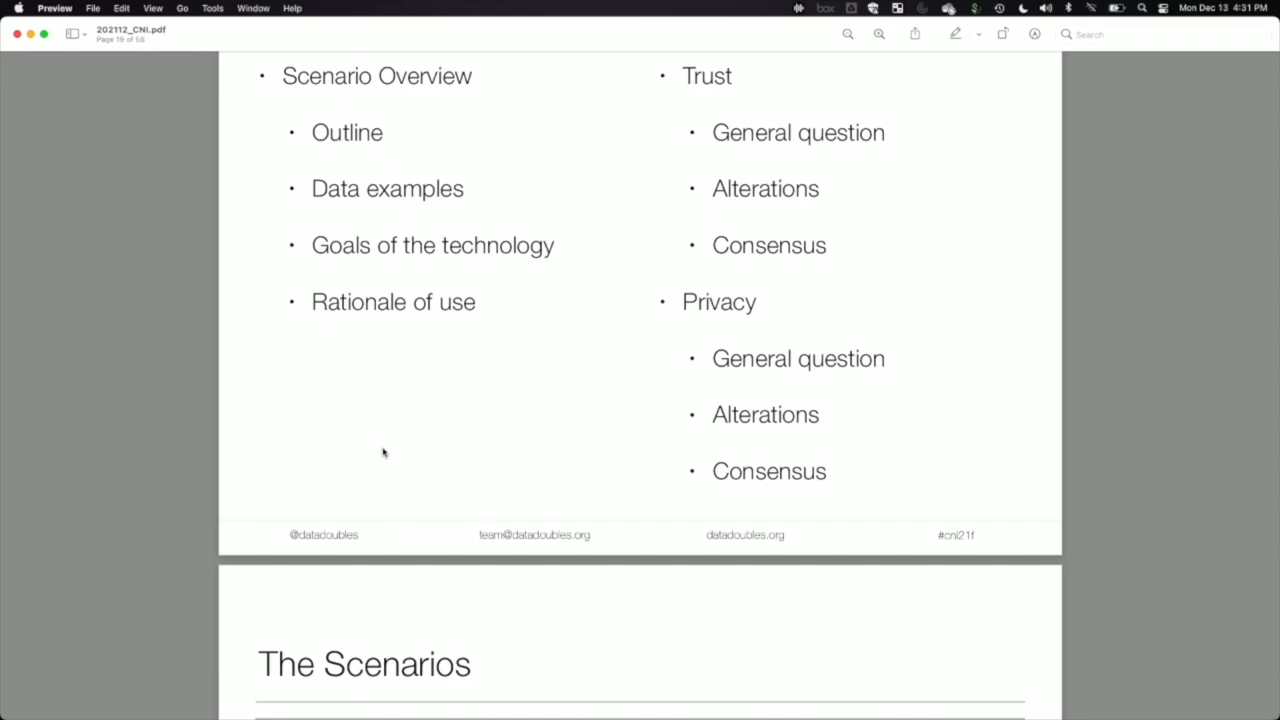 Preview File Edit View Go Tools Window Help box Mon Dec 13 4:31 PM
202112_CNI.pdf
Page 19 of 56
Search
• Scenario Overview
• Outline
• Data examples
• Goals of the technology
• Rationale of use
• Trust
• General question
• Alterations
• Consensus
• Privacy
• General question
• Alterations
• Consensus
@datadoubles team@datadoubles.org datadoubles.org #cni21f
The Scenarios